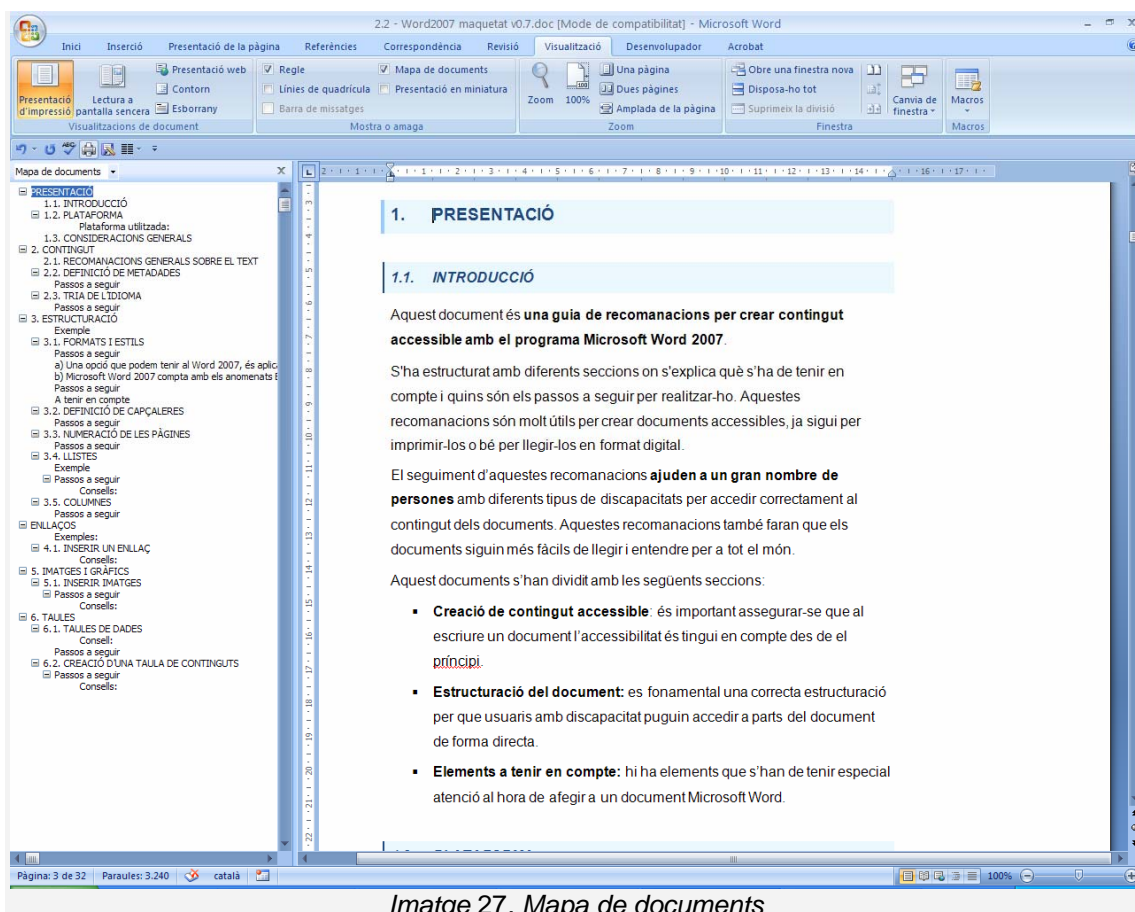 2.2 - Word2007 maquetat v0.7.doc [Mode de compatibilitat] - Microsoft Word
Inici Inserció Presentació de la pàgina Referències Correspondència Revisió Visualització Desenvolupador Acrobat
Presentació d'impressió
Lectura a pantalla sencera
Presentació web
Contorn
Esborrany
Visualitzacions de document
Regle
Línies de quadrícula
Barra de missatges
Mapa de documents
Presentació en miniatura
Mostra o amaga
Zoom
100%
Una pàgina
Dues pàgines
Amplada de la pàgina
Zoom
Obre una finestra nova
Disposa-ho tot
Suprimeix la divisió
Canvia de finestra
Finestra
Macros
Macros
Mapa de documents
PRESENTACIÓ
1.1. INTRODUCCIÓ
1.2. PLATAFORMA
Plataforma utilitzada:
1.3. CONSIDERACIONS GENERALS
2. CONTINGUT
2.1. RECOMANACIONS GENERALS SOBRE EL TEXT
2.2. DEFINICIÓ DE METADADES
Passos a seguir
2.3. TRIA DE L'IDIOMA
Passos a seguir
3. ESTRUCTURACIÓ
Exemple
3.1. FORMATS I ESTILS
Passos a seguir
a) Una opció que podem tenir al Word 2007, és aplic
b) Microsoft Word 2007 compta amb els anomenats E
Passos a seguir
A tenir en compte
3.2. DEFINICIÓ DE CAPÇALERES
Passos a seguir
3.3. NUMERACIÓ DE LES PÀGINES
Passos a seguir
3.4. LLISTES
Exemple
Passos a seguir
Consells:
3.5. COLUMNES
Passos a seguir
ENLLAÇOS
Exemples:
4.1. INSERIR UN ENLLAÇ
Consells:
5. IMATGES I GRÀFICS
5.1. INSERIR IMATGES
Passos a seguir
Consells:
6. TAULES
6.1. TAULES DE DADES
Consell:
Passos a seguir
6.2. CREACIÓ D'UNA TAULA DE CONTINGUTS
Passos a seguir
Consells:
1. PRESENTACIÓ
1.1. INTRODUCCIÓ
Aquest document és una guia de recomanacions per crear contingut
accessible amb el programa Microsoft Word 2007.
S'ha estructurat amb diferents seccions on s'explica què s'ha de tenir en
compte i quins són els passos a seguir per realitzar-ho. Aquestes
recomanacions són molt útils per crear documents accessibles, ja sigui per
imprimir-los o bé per llegir-los en format digital.
El seguiment d'aquestes recomanacions ajuden a un gran nombre de
persones amb diferents tipus de discapacitats per accedir correctament al
contingut dels documents. Aquestes recomanacions també faran que els
documents siguin més fàcils de llegir i entendre per a tot el món.
Aquest documents s'han dividit amb les següents seccions:
▪ Creació de contingut accessible: és important assegurar-se que al
escriure un document l'accessibilitat és tingui en compte des de el
príncipi.
▪ Estructuració del document: es fonamental una correcta estructuració
per que usuaris amb discapacitat puguin accedir a parts del document
de forma directa.
▪ Elements a tenir en compte: hi ha elements que s'han de tenir especial
atenció al hora de afegir a un document Microsoft Word.
Pàgina: 3 de 32 Paraules: 3.240 català 100%
Imatge 27. Mapa de documents